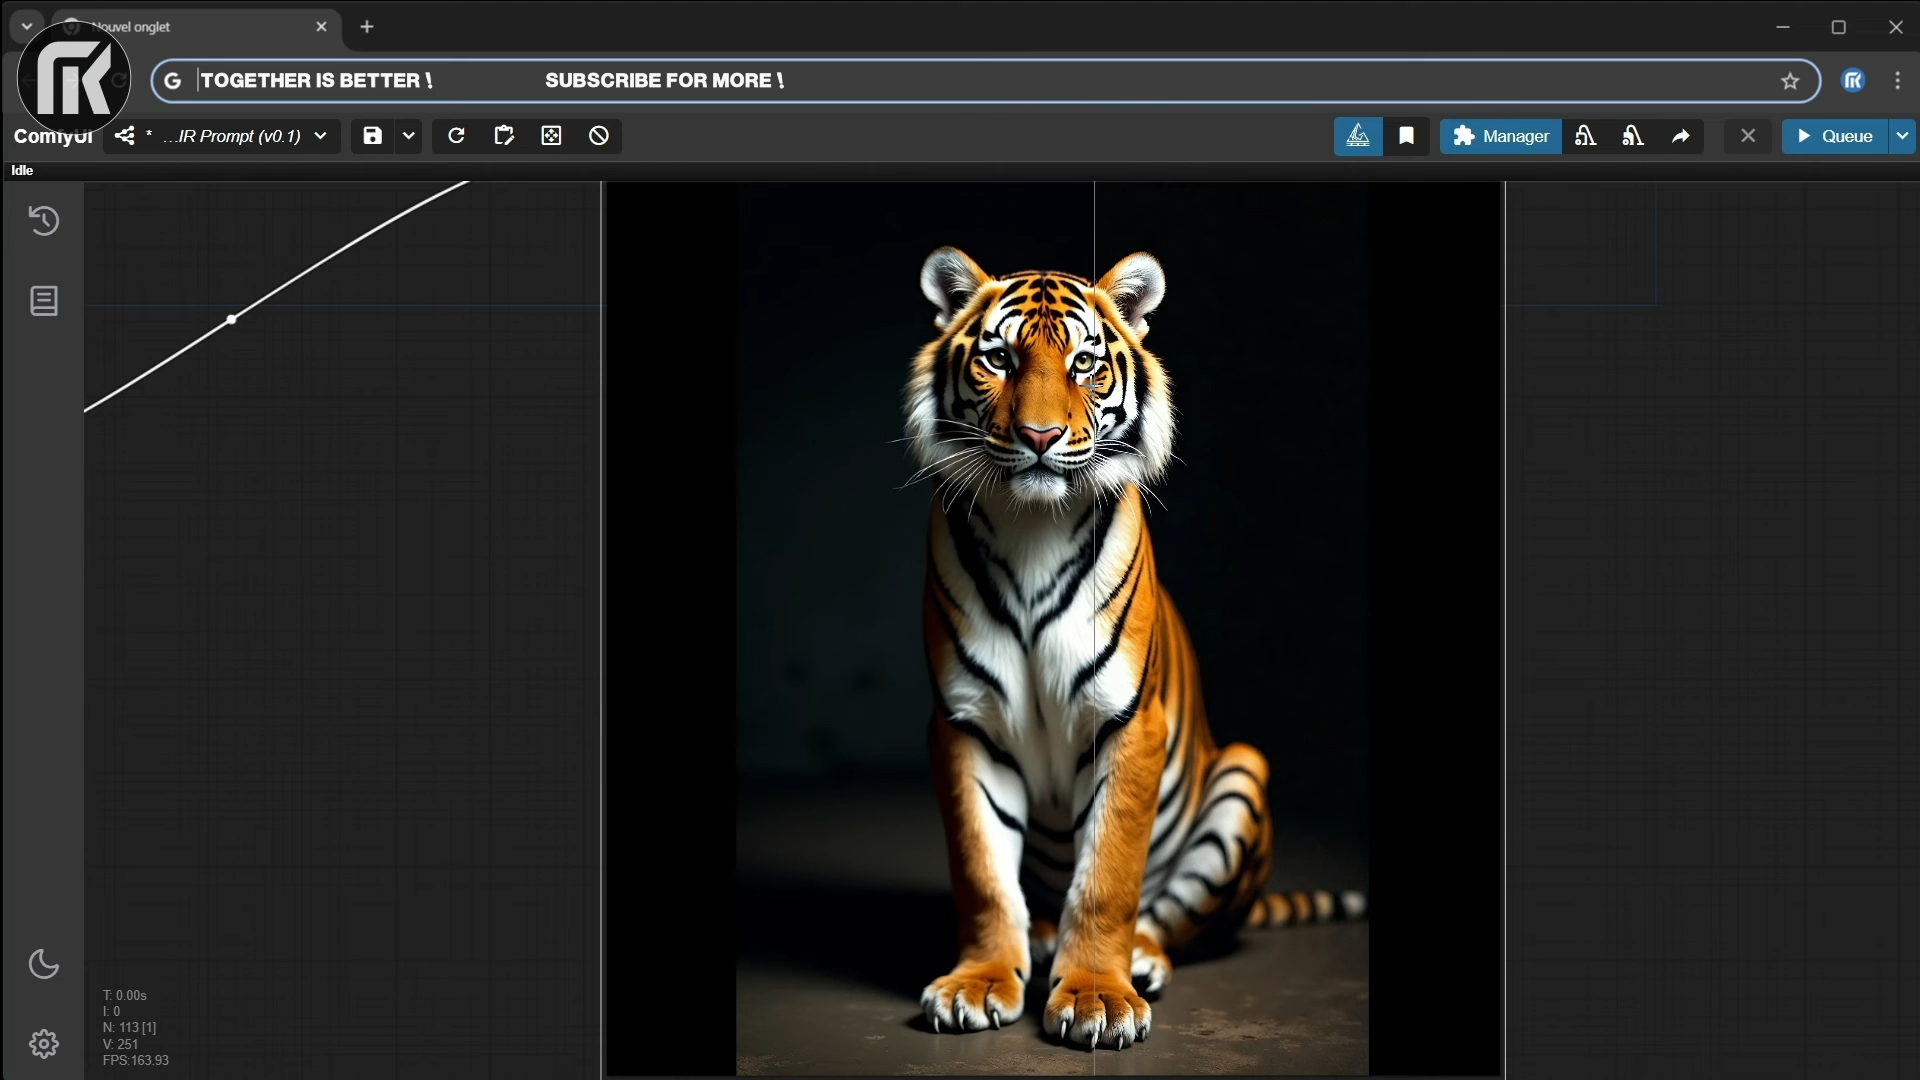 Nouvel onglet
TOGETHER IS BETTER ! SUBSCRIBE FOR MORE !
ComfyUI * ...IR Prompt (v0.1) Manager Queue
Idle
T: 0.00s
I: 0
N: 113 [1]
V: 251
FPS:163.93